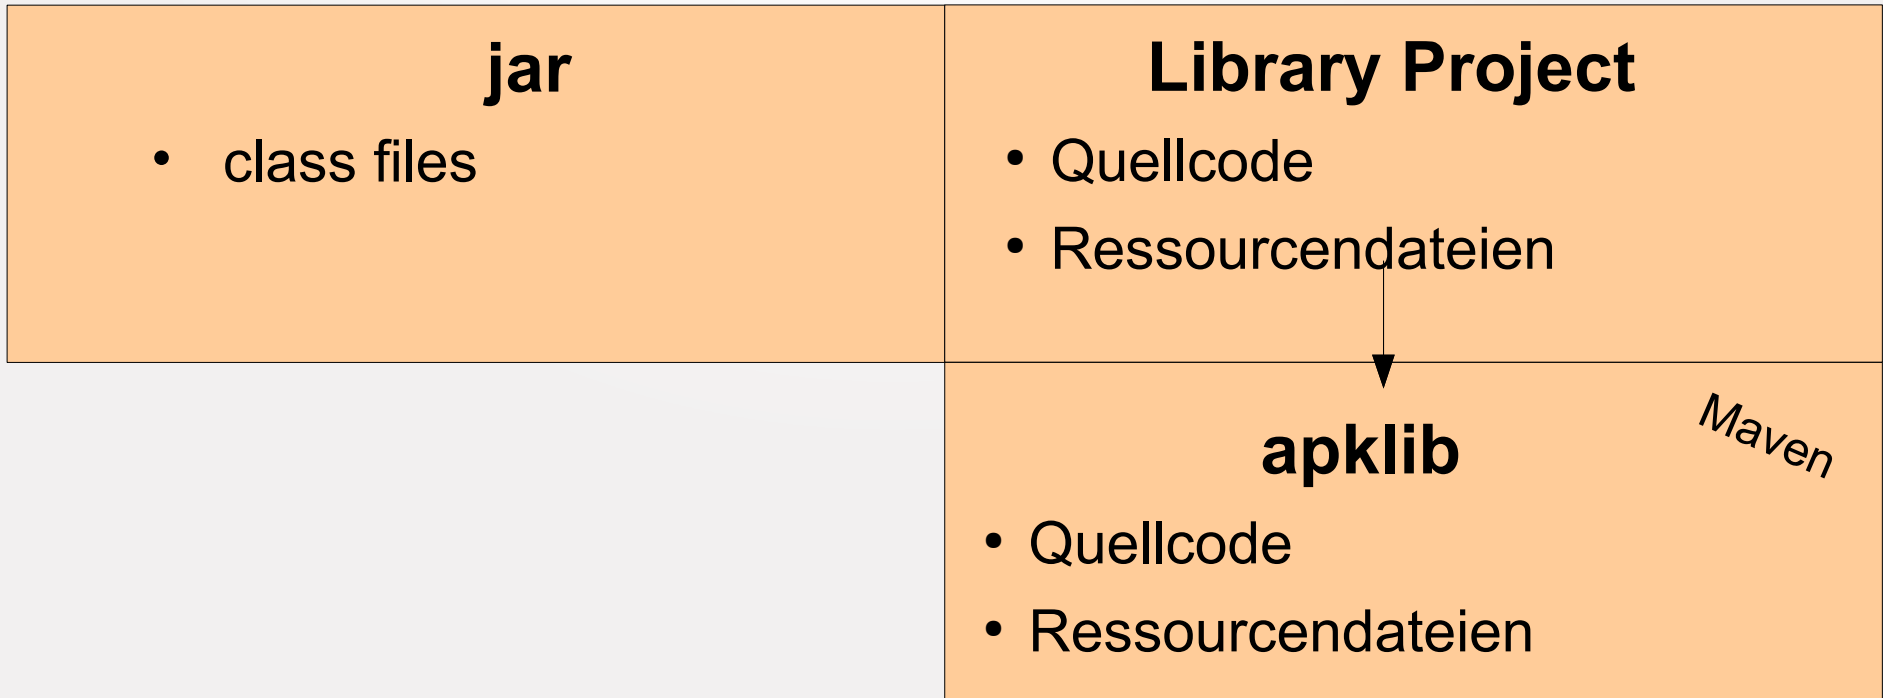 jar
• class files
Library Project
• Quellcode
• Ressourcendateien
apklib
Maven
• Quellcode
• Ressourcendateien